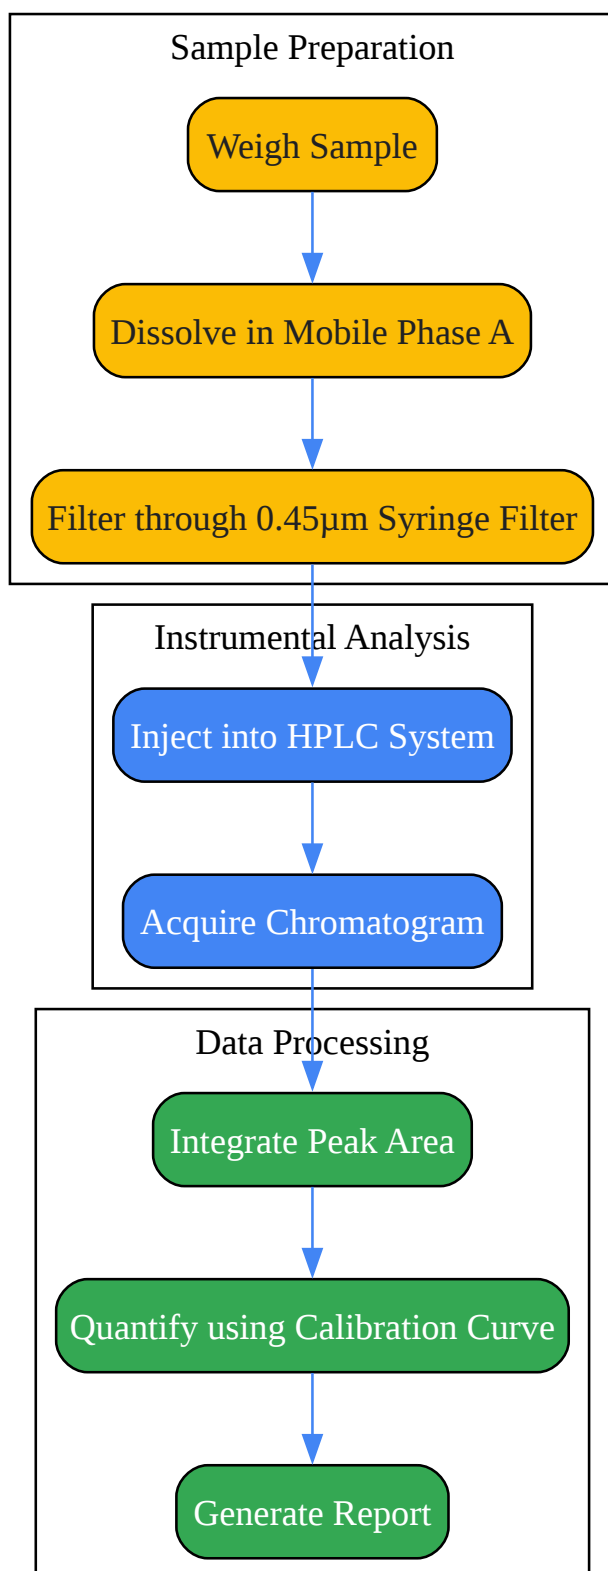 Sample Preparation
Weigh Sample
Dissolve in Mobile Phase A
Filter through 0.45µm Syringe Filter
Instrumental Analysis
Inject into HPLC System
Acquire Chromatogram
Data Processing
Integrate Peak Area
Quantify using Calibration Curve
Generate Report